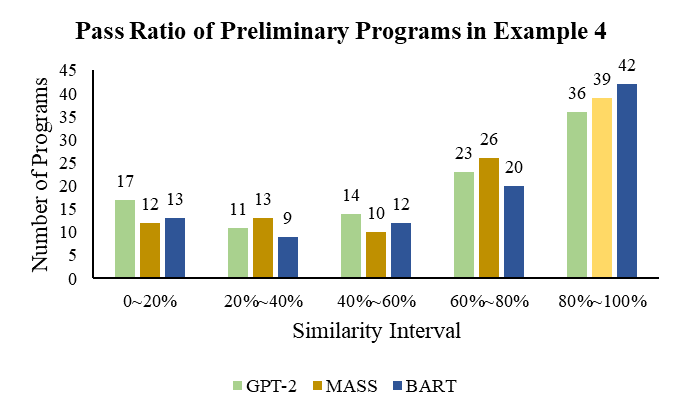 Pass Ratio of Preliminary Programs in Example 4
Number of Programs
45
40
35
30
25
20
15
10
5
0
17 12 13
11 13 9
14 10 12
23 26 20
36 39 42
0~20% 20%~40% 40%~60% 60%~80% 80%~100%
Similarity Interval
GPT-2 MASS BART